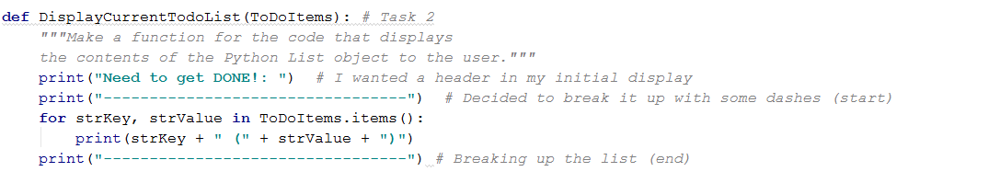 def DisplayCurrentTodoList(ToDoItems): # Task 2
    """Make a function for the code that displays
    the contents of the Python List object to the user."""
    print("Need to get DONE!: ")  # I wanted a header in my initial display
    print("---------------------------------")  # Decided to break it up with some dashes (start)
    for strKey, strValue in ToDoItems.items():
        print(strKey + " (" + strValue + ")")
    print("---------------------------------") # Breaking up the list (end)